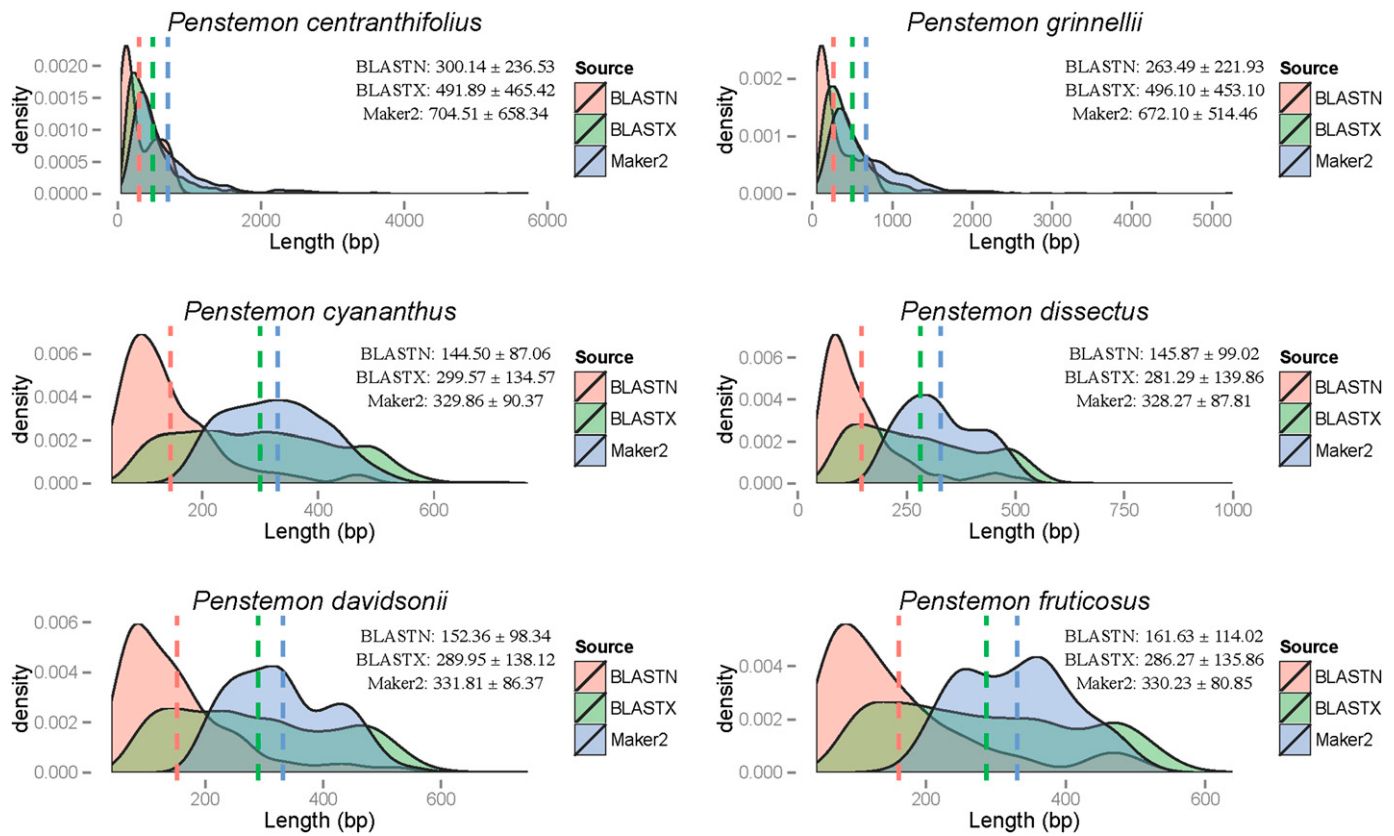 Penstemon centranthifolius
density
0.0020
0.0015
0.0010
0.0005
0.0000
BLASTN: 300.14 ± 236.53
BLASTX: 491.89 ± 465.42
Maker2: 704.51 ± 658.34
Source
BLASTN
BLASTX
Maker2
0
2000
4000
6000
Length (bp)
Penstemon grinnellii
density
0.002
0.001
0.000
BLASTN: 263.49 ± 221.93
BLASTX: 496.10 ± 453.10
Maker2: 672.10 ± 514.46
Source
BLASTN
BLASTX
Maker2
0
1000
2000
3000
4000
5000
Length (bp)
Penstemon cyananthus
density
0.006
0.004
0.002
0.000
BLASTN: 144.50 ± 87.06
BLASTX: 299.57 ± 134.57
Maker2: 329.86 ± 90.37
Source
BLASTN
BLASTX
Maker2
200
400
600
Length (bp)
Penstemon dissectus
density
0.006
0.004
0.002
0.000
BLASTN: 145.87 ± 99.02
BLASTX: 281.29 ± 139.86
Maker2: 328.27 ± 87.81
Source
BLASTN
BLASTX
Maker2
0
250
500
750
1000
Length (bp)
Penstemon davidsonii
density
0.006
0.004
0.002
0.000
BLASTN: 152.36 ± 98.34
BLASTX: 289.95 ± 138.12
Maker2: 331.81 ± 86.37
Source
BLASTN
BLASTX
Maker2
200
400
600
Length (bp)
Penstemon fruticosus
density
0.004
0.002
0.000
BLASTN: 161.63 ± 114.02
BLASTX: 286.27 ± 135.86
Maker2: 330.23 ± 80.85
Source
BLASTN
BLASTX
Maker2
200
400
600
Length (bp)